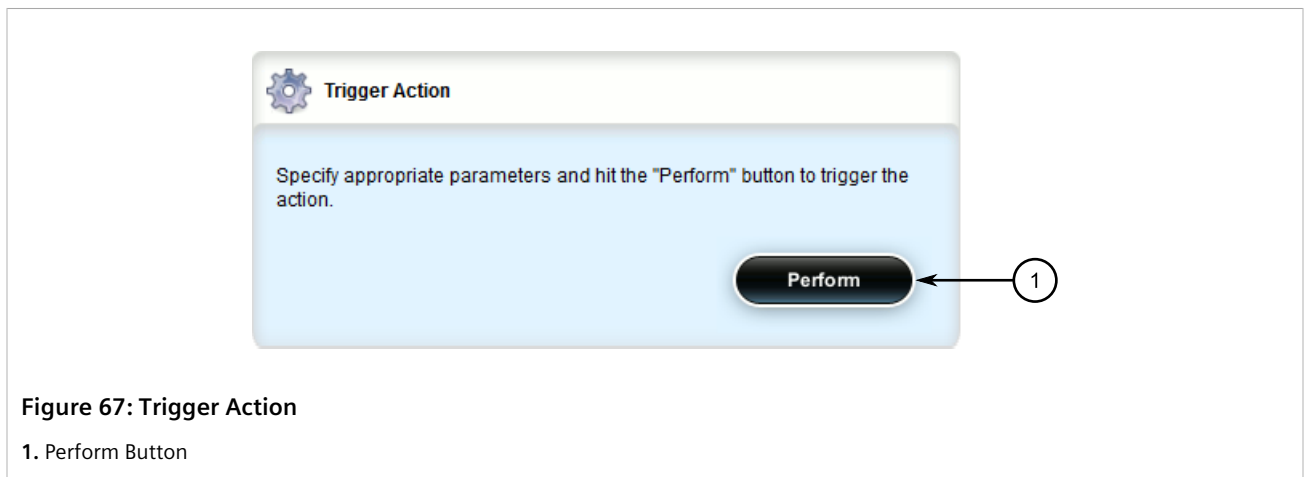 Trigger Action
Specify appropriate parameters and hit the "Perform" button to trigger the
action.
Perform
1
Figure 67: Trigger Action
1. Perform Button